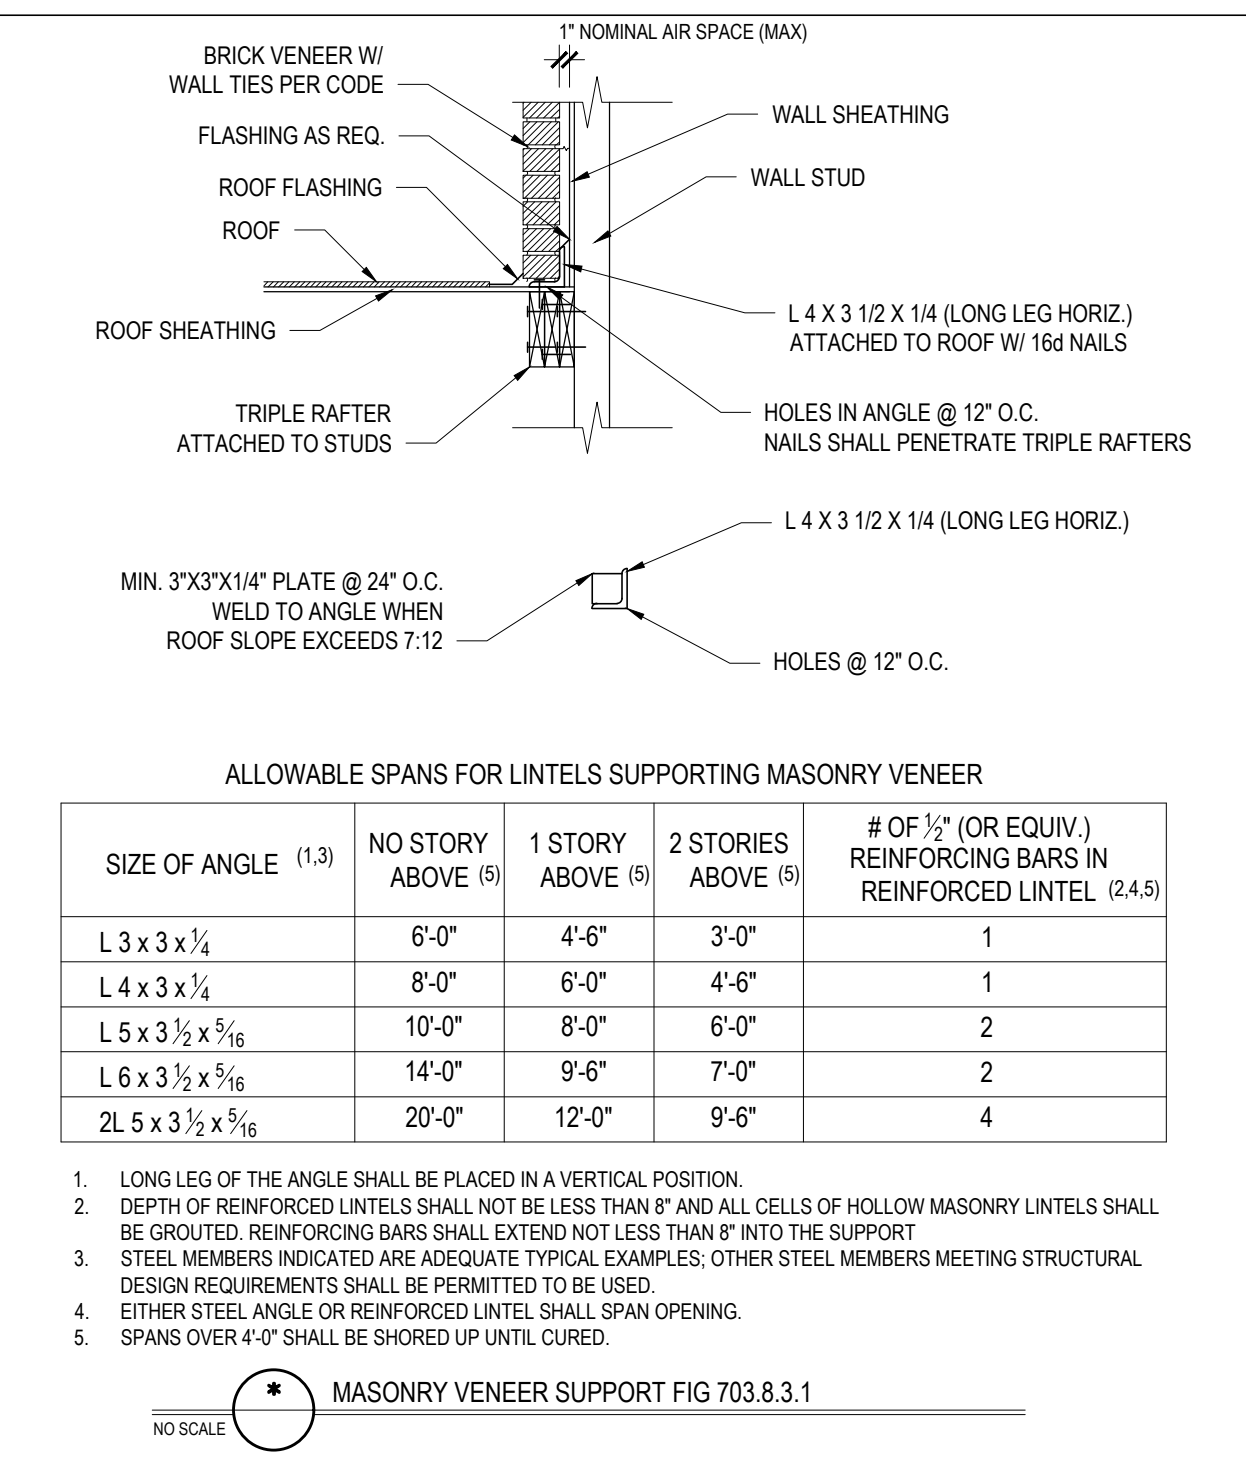 1" NOMINAL AIR SPACE (MAX)
BRICK VENEER W/
WALL TIES PER CODE
FLASHING AS REQ.
ROOF FLASHING
ROOF
ROOF SHEATHING
TRIPLE RAFTER
ATTACHED TO STUDS
WALL SHEATHING
WALL STUD
L 4 X 3 1/2 X 1/4 (LONG LEG HORIZ.)
ATTACHED TO ROOF W/ 16d NAILS
HOLES IN ANGLE @ 12" O.C.
NAILS SHALL PENETRATE TRIPLE RAFTERS
L 4 X 3 1/2 X 1/4 (LONG LEG HORIZ.)
MIN. 3"X3"X1/4" PLATE @ 24" O.C.
WELD TO ANGLE WHEN
ROOF SLOPE EXCEEDS 7:12
HOLES @ 12" O.C.
ALLOWABLE SPANS FOR LINTELS SUPPORTING MASONRY VENEER
SIZE OF ANGLE (1,3)
NO STORY
ABOVE (5)
1 STORY
ABOVE (5)
2 STORIES
ABOVE (5)
# OF ½" (OR EQUIV.)
REINFORCING BARS IN
REINFORCED LINTEL (2,4,5)
L 3 x 3 x ¼ 6'-0" 4'-6" 3'-0" 1
L 4 x 3 x ¼ 8'-0" 6'-0" 4'-6" 1
L 5 x 3 ½ x 5⁄16 10'-0" 8'-0" 6'-0" 2
L 6 x 3 ½ x 5⁄16 14'-0" 9'-6" 7'-0" 2
2L 5 x 3 ½ x 5⁄16 20'-0" 12'-0" 9'-6" 4
1. LONG LEG OF THE ANGLE SHALL BE PLACED IN A VERTICAL POSITION.
2. DEPTH OF REINFORCED LINTELS SHALL NOT BE LESS THAN 8" AND ALL CELLS OF HOLLOW MASONRY LINTELS SHALL
BE GROUTED. REINFORCING BARS SHALL EXTEND NOT LESS THAN 8" INTO THE SUPPORT
3. STEEL MEMBERS INDICATED ARE ADEQUATE TYPICAL EXAMPLES; OTHER STEEL MEMBERS MEETING STRUCTURAL
DESIGN REQUIREMENTS SHALL BE PERMITTED TO BE USED.
4. EITHER STEEL ANGLE OR REINFORCED LINTEL SHALL SPAN OPENING.
5. SPANS OVER 4'-0" SHALL BE SHORED UP UNTIL CURED.
* MASONRY VENEER SUPPORT FIG 703.8.3.1
NO SCALE